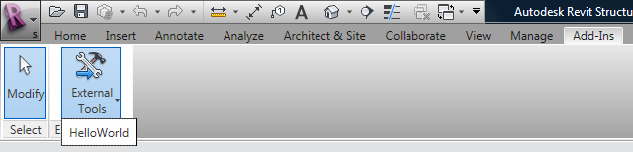 Autodesk Revit Structu
S
Home Insert Annotate Analyze Architect & Site Collaborate View Manage Add-Ins
Modify
External
Tools
Select E
HelloWorld